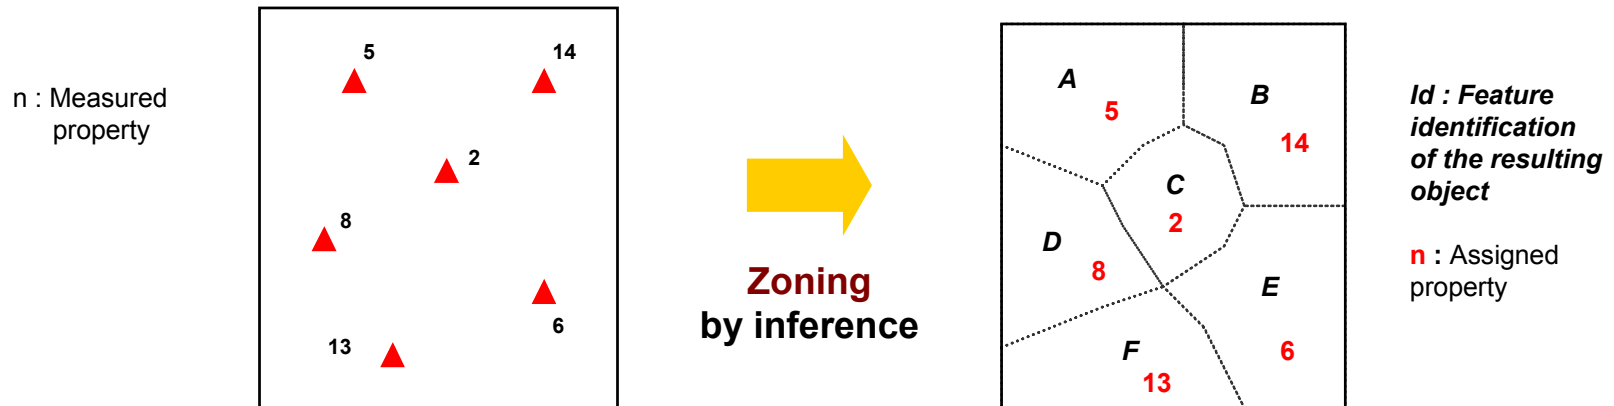 n : Measured
property
5
14
2
8
6
13
Zoning
by inference
A
5
B
14
C
2
D
8
E
6
F
13
Id : Feature
identification
of the resulting
object
n : Assigned
property